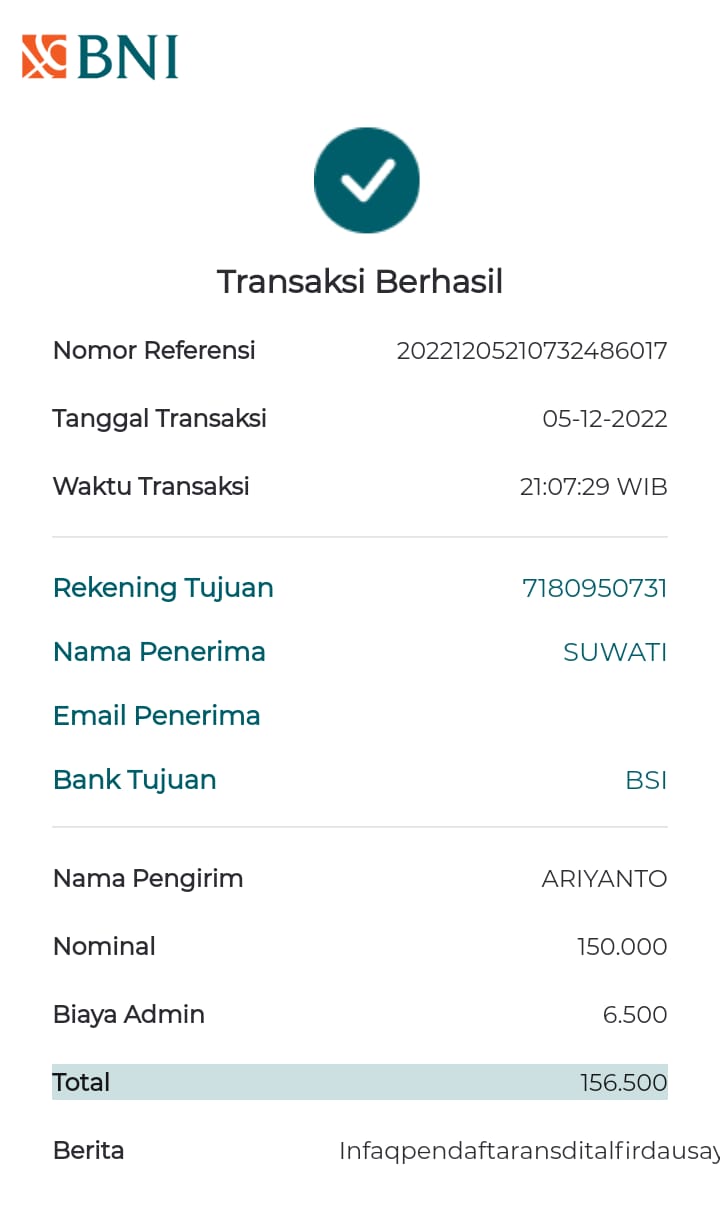 BNI
Transaksi Berhasil
Nomor Referensi 20221205210732486017
Tanggal Transaksi 05-12-2022
Waktu Transaksi 21:07:29 WIB
Rekening Tujuan 7180950731
Nama Penerima SUWATI
Email Penerima
Bank Tujuan BSI
Nama Pengirim ARIYANTO
Nominal 150.000
Biaya Admin 6.500
Total 156.500
Berita Infaqpendaftaransditalfirdausay